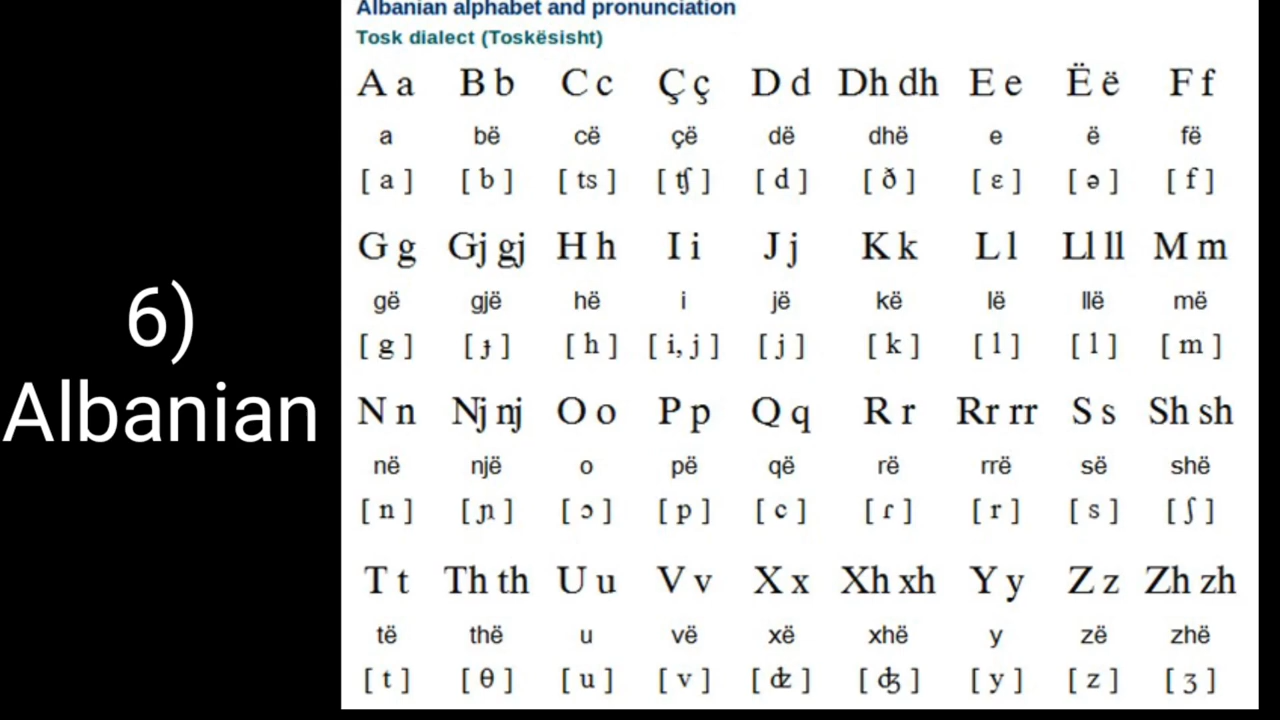 6)
Albanian
Albanian alphabet and pronunciation
Tosk dialect (Toskësisht)
A a B b C c Ç ç D d Dh dh E e Ë ë F f
a bë cë çë dë dhë e ë fë
[ a ] [ b ] [ ts ] [ ʧ ] [ d ] [ ð ] [ ɛ ] [ ə ] [ f ]
G g Gj gj H h I i J j K k L l Ll ll M m
gë gjë hë i jë kë lë llë më
[ g ] [ ɟ ] [ h ] [ i, j ] [ j ] [ k ] [ l ] [ l ] [ m ]
N n Nj nj O o P p Q q R r Rr rr S s Sh sh
në një o pë që rë rrë së shë
[ n ] [ ɲ ] [ ɔ ] [ p ] [ c ] [ ɾ ] [ r ] [ s ] [ ʃ ]
T t Th th U u V v X x Xh xh Y y Z z Zh zh
të thë u vë xë xhë y zë zhë
[ t ] [ θ ] [ u ] [ v ] [ ʣ ] [ ʤ ] [ y ] [ z ] [ ʒ ]